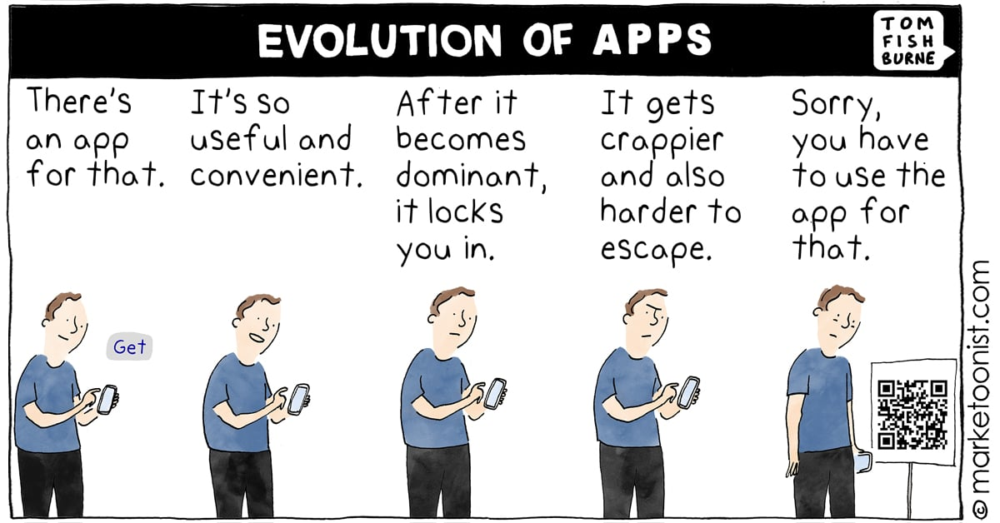 EVOLUTION OF APPS
TOM
FISH
BURNE
There's
an app
for that.
It's so
useful and
convenient.
After it
becomes
dominant,
it locks
you in.
It gets
crappier
and also
harder to
escape.
Sorry,
you have
to use the
app for
that.
Get
© marketoonist.com